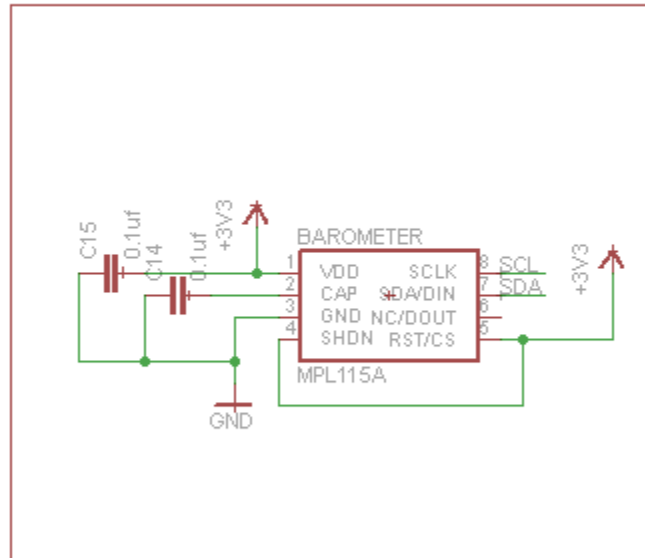 C15
0.1uf
C14
0.1uf
+3V3
BAROMETER
1 VDD SCLK 8 SCL
2 CAP SDA/DIN 7 SDA
3 GND NC/DOUT 6
4 SHDN RST/CS 5
MPL115A
GND
+3V3